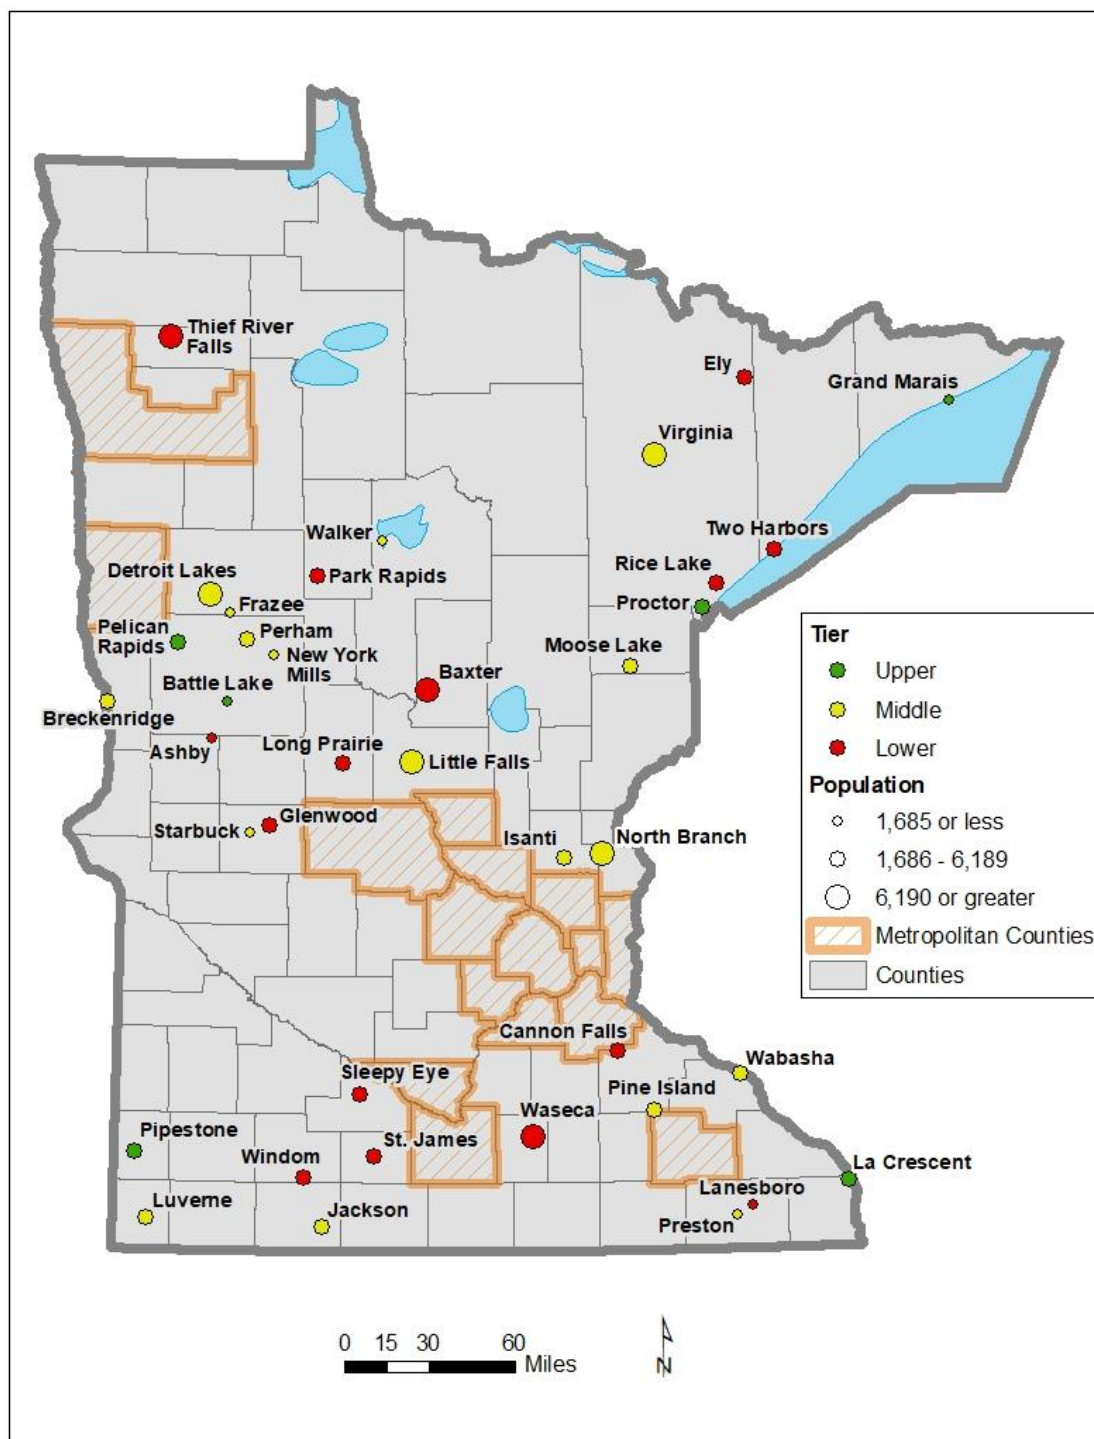 Thief River
Falls
Ely
Grand Marais
Virginia
Walker
Two Harbors
Detroit Lakes
Park Rapids
Rice Lake
Frazee
Proctor
Pelican
Rapids
Perham
New York
Mills
Moose Lake
Battle Lake
Baxter
Breckenridge
Ashby
Long Prairie
Little Falls
Starbuck
Glenwood
Isanti
North Branch
Cannon Falls
Sleepy Eye
Wabasha
Pine Island
Pipestone
Waseca
St. James
Windom
La Crescent
Luverne
Jackson
Lanesboro
Preston
Tier
Upper
Middle
Lower
Population
1,685 or less
1,686 - 6,189
6,190 or greater
Metropolitan Counties
Counties
0 15 30 60
Miles
N